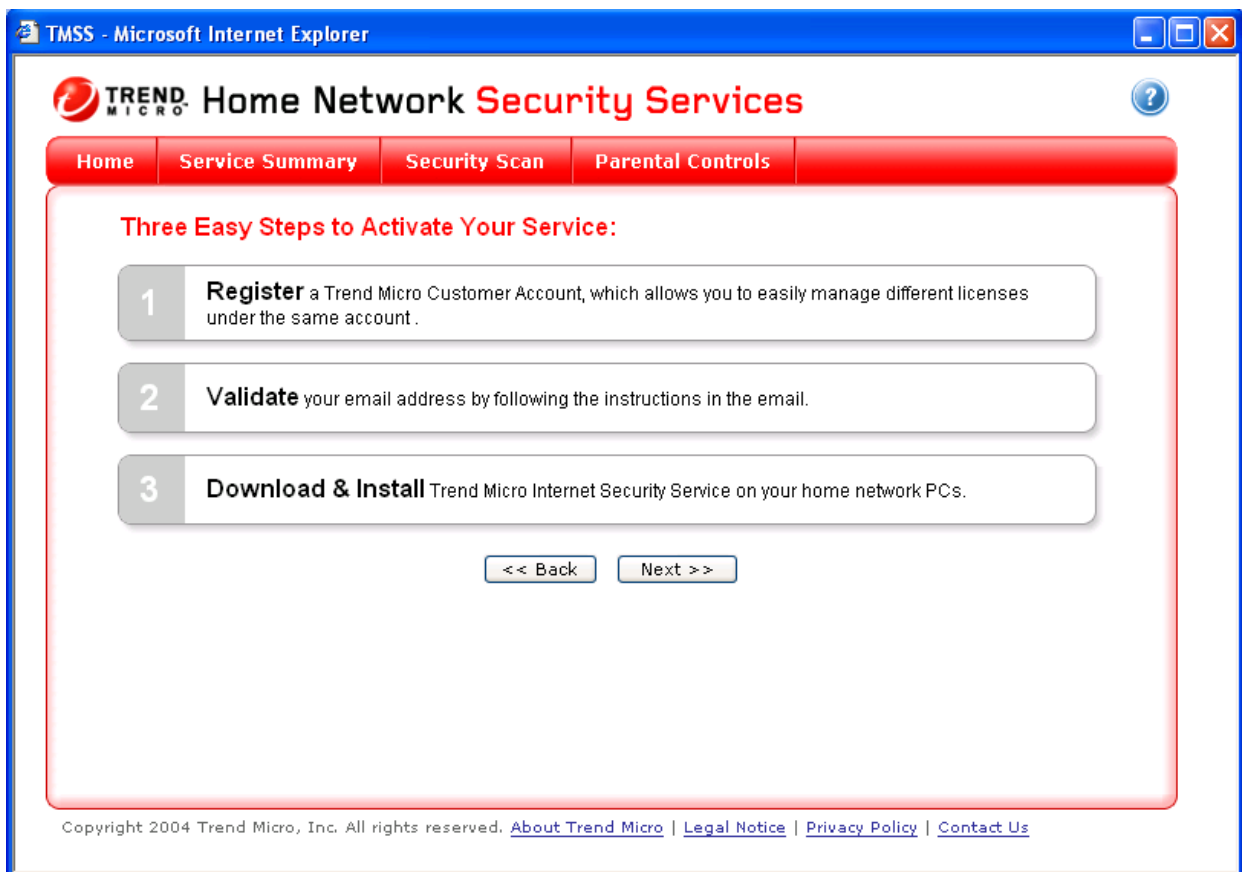 TMSS - Microsoft Internet Explorer
TREND MICRO Home Network Security Services
?
Home Service Summary Security Scan Parental Controls
Three Easy Steps to Activate Your Service:
1 Register a Trend Micro Customer Account, which allows you to easily manage different licenses
under the same account .
2 Validate your email address by following the instructions in the email.
3 Download & Install Trend Micro Internet Security Service on your home network PCs.
<< Back Next >>
Copyright 2004 Trend Micro, Inc. All rights reserved. About Trend Micro | Legal Notice | Privacy Policy | Contact Us